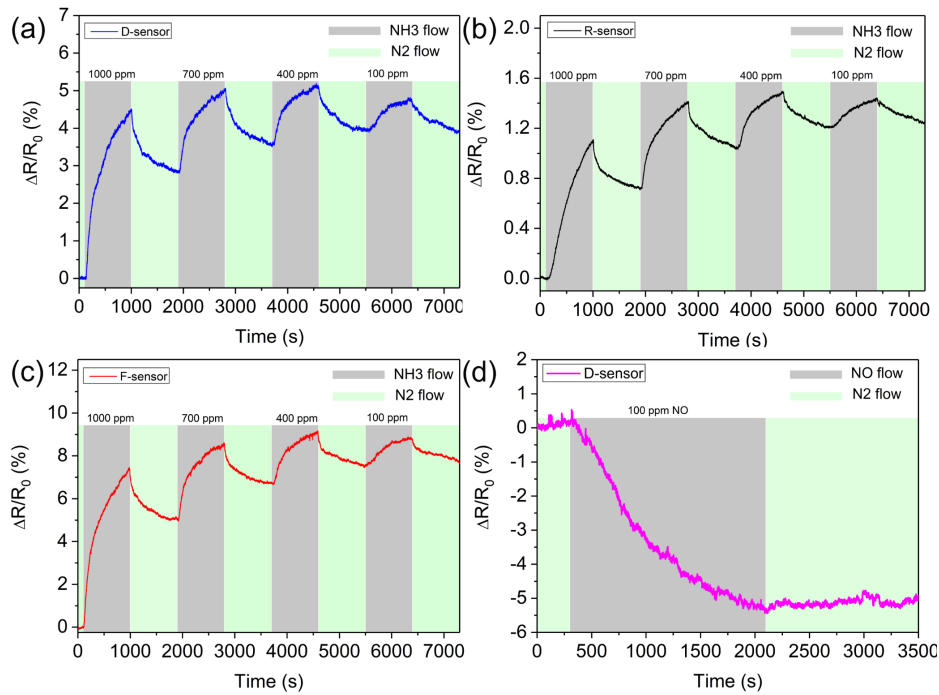 (a)
D-sensor
NH3 flow
N2 flow
1000 ppm 700 ppm 400 ppm 100 ppm
7
6
5
4
3
2
1
0
ΔR/R0 (%)
0 1000 2000 3000 4000 5000 6000 7000
Time (s)
(b)
R-sensor
NH3 flow
N2 flow
1000 ppm 700 ppm 400 ppm 100 ppm
2.0
1.6
1.2
0.8
0.4
0.0
ΔR/R0 (%)
0 1000 2000 3000 4000 5000 6000 7000
Time (s)
(c)
F-sensor
NH3 flow
N2 flow
1000 ppm 700 ppm 400 ppm 100 ppm
12
10
8
6
4
2
0
ΔR/R0 (%)
0 1000 2000 3000 4000 5000 6000 7000
Time (s)
(d)
D-sensor
NO flow
N2 flow
100 ppm NO
2
1
0
-1
-2
-3
-4
-5
-6
ΔR/R0 (%)
0 500 1000 1500 2000 2500 3000 3500
Time (s)